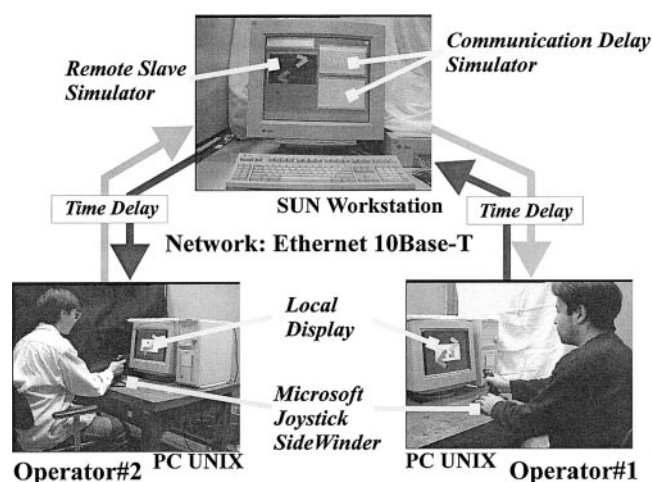 Remote Slave
Simulator
Communication Delay
Simulator
Time Delay
SUN Workstation
Time Delay
Network: Ethernet 10Base-T
Local
Display
Microsoft
Joystick
SideWinder
Operator#2
PC UNIX
PC UNIX
Operator#1